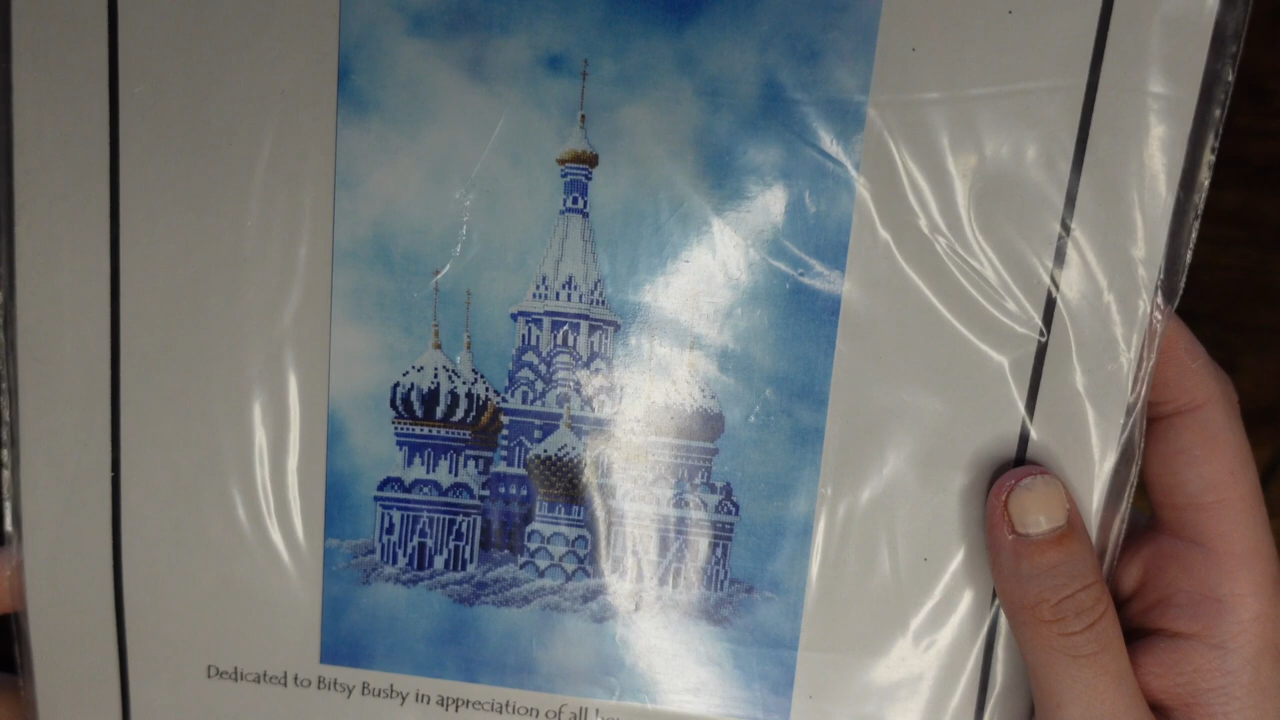 Dedicated to Bitsy Busby in appreciation of all